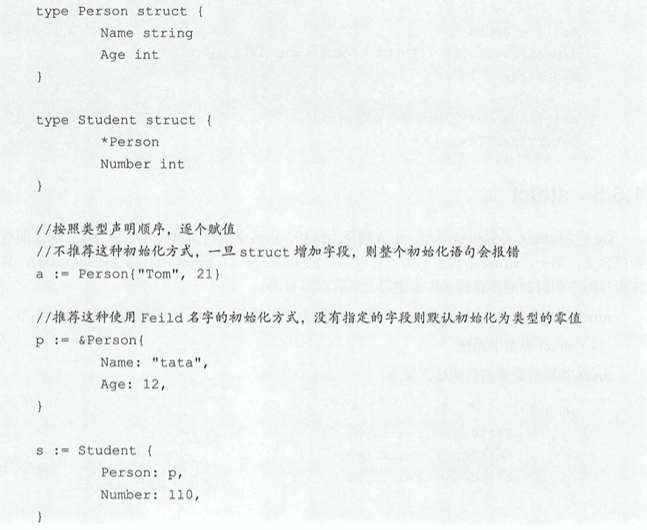 type Person struct {
Name string
Age int
}
type Student struct {
*Person
Number int
}
//按照类型声明顺序，逐个赋值
//不推荐这种初始化方式，一旦 struct 增加字段，则整个初始化语句会报错
a := Person{"Tom", 21}
//推荐这种使用 Feild 名字的初始化方式，没有指定的字段则默认初始化为类型的零值
p := &Person{
Name: "tata",
Age: 12,
}
s := Student {
Person: p,
Number: 110,
}